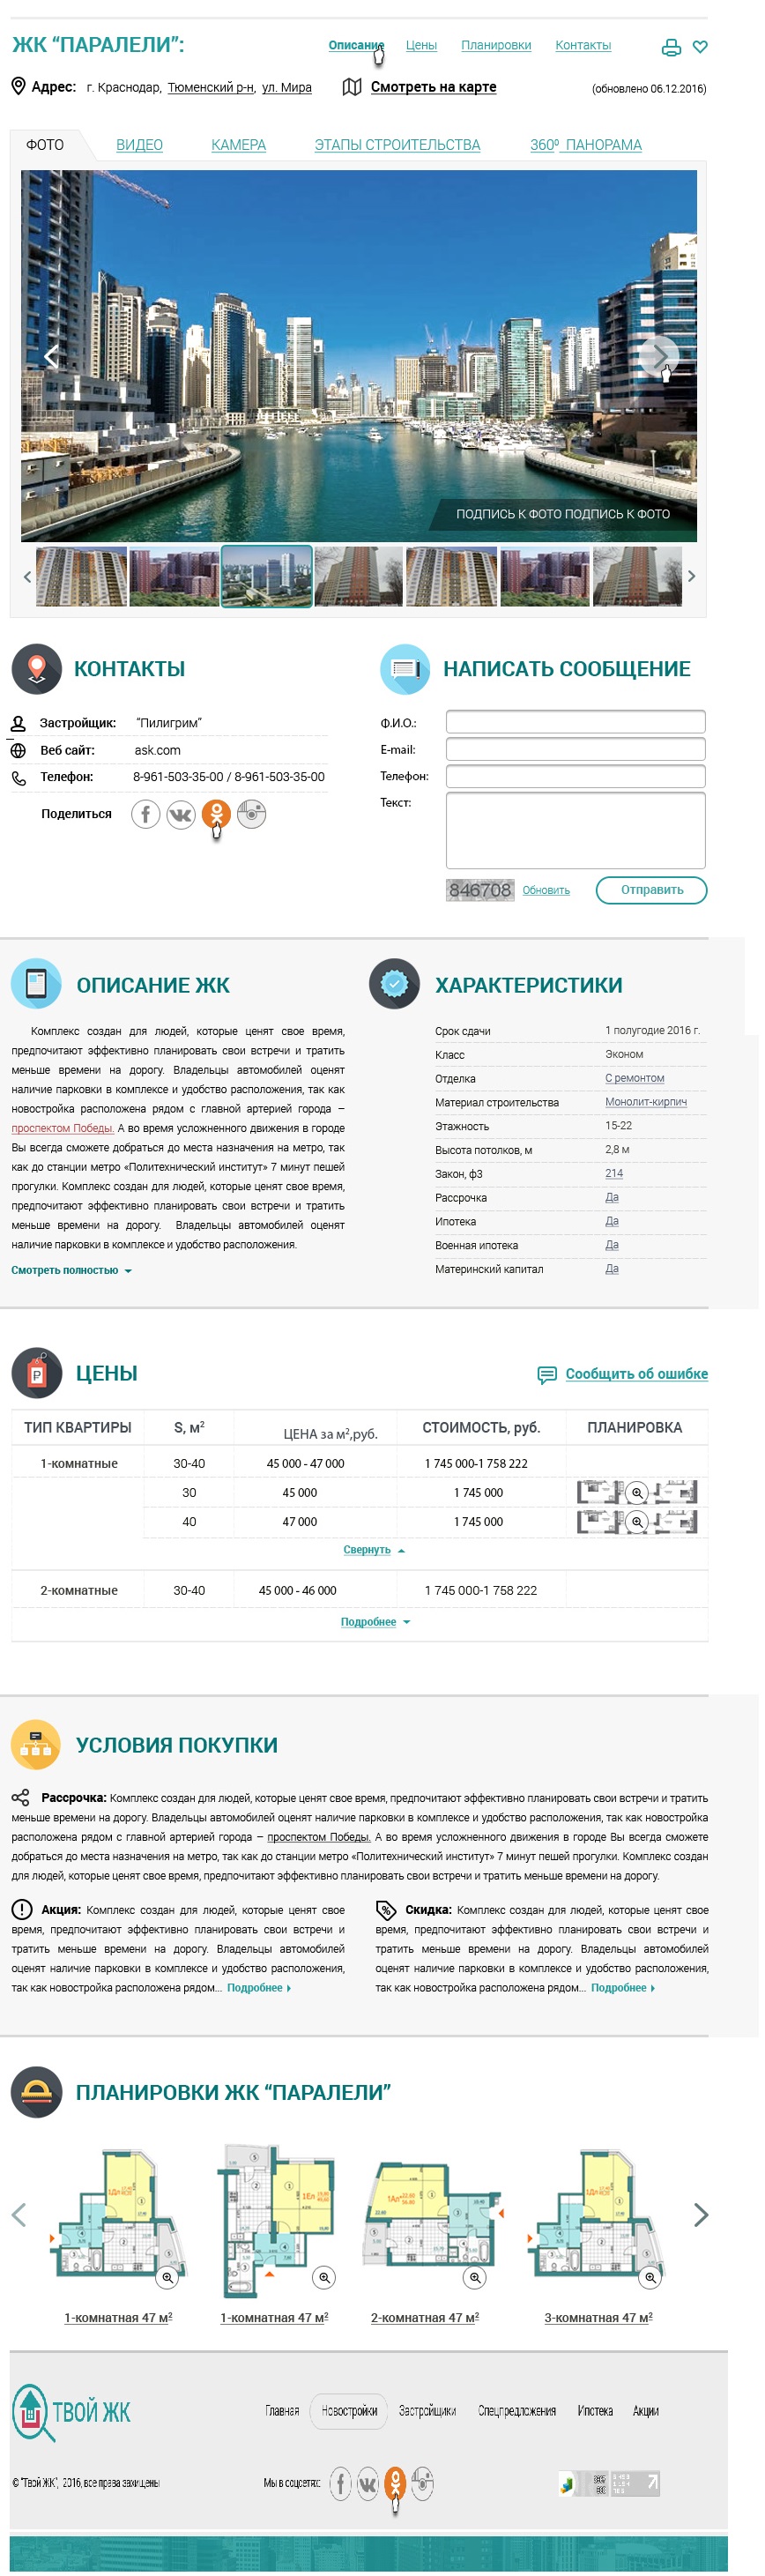 ЖК “ПАРАЛЕЛИ”:
Описание Цены Планировки Контакты
Адрес: г. Краснодар, Тюменский р-н, ул. Мира Смотреть на карте (обновлено 06.12.2016)
ФОТО ВИДЕО КАМЕРА ЭТАПЫ СТРОИТЕЛЬСТВА 360⁰ ПАНОРАМА
ПОДПИСЬ К ФОТО ПОДПИСЬ К ФОТО
КОНТАКТЫ
Застройщик: “Пилигрим”
Веб сайт: ask.com
Телефон: 8-961-503-35-00 / 8-961-503-35-00
Поделиться
НАПИСАТЬ СООБЩЕНИЕ
Ф.И.О.:
E-mail:
Телефон:
Текст:
846708 Обновить Отправить
ОПИСАНИЕ ЖК
Комплекс создан для людей, которые ценят свое время,
предпочитают эффективно планировать свои встречи и тратить
меньше времени на дорогу. Владельцы автомобилей оценят
наличие парковки в комплексе и удобство расположения, так как
новостройка расположена рядом с главной артерией города –
проспектом Победы. А во время усложненного движения в городе
Вы всегда сможете добраться до места назначения на метро, так
как до станции метро «Политехнический институт» 7 минут пешей
прогулки. Комплекс создан для людей, которые ценят свое время,
предпочитают эффективно планировать свои встречи и тратить
меньше времени на дорогу. Владельцы автомобилей оценят
наличие парковки в комплексе и удобство расположения.
Смотреть полностью
ХАРАКТЕРИСТИКИ
Срок сдачи 1 полугодие 2016 г.
Класс Эконом
Отделка С ремонтом
Материал строительства Монолит-кирпич
Этажность 15-22
Высота потолков, м 2,8 м
Закон, ф3 214
Рассрочка Да
Ипотека Да
Военная ипотека Да
Материнский капитал Да
ЦЕНЫ
Сообщить об ошибке
ТИП КВАРТИРЫ S, м² ЦЕНА за м²,руб. СТОИМОСТЬ, руб. ПЛАНИРОВКА
1-комнатные 30-40 45 000 - 47 000 1 745 000-1 758 222
30 45 000 1 745 000
40 47 000 1 745 000
Свернуть
2-комнатные 30-40 45 000 - 46 000 1 745 000-1 758 222
Подробнее
УСЛОВИЯ ПОКУПКИ
Рассрочка: Комплекс создан для людей, которые ценят свое время, предпочитают эффективно планировать свои встречи и тратить
меньше времени на дорогу. Владельцы автомобилей оценят наличие парковки в комплексе и удобство расположения, так как новостройка
расположена рядом с главной артерией города – проспектом Победы. А во время усложненного движения в городе Вы всегда сможете
добраться до места назначения на метро, так как до станции метро «Политехнический институт» 7 минут пешей прогулки. Комплекс создан
для людей, которые ценят свое время, предпочитают эффективно планировать свои встречи и тратить меньше времени на дорогу.
Акция: Комплекс создан для людей, которые ценят свое
время, предпочитают эффективно планировать свои встречи и
тратить меньше времени на дорогу. Владельцы автомобилей
оценят наличие парковки в комплексе и удобство расположения,
так как новостройка расположена рядом... Подробнее
Скидка: Комплекс создан для людей, которые ценят свое
время, предпочитают эффективно планировать свои встречи и
тратить меньше времени на дорогу. Владельцы автомобилей
оценят наличие парковки в комплексе и удобство расположения,
так как новостройка расположена рядом... Подробнее
ПЛАНИРОВКИ ЖК “ПАРАЛЕЛИ”
1-комнатная 47 м² 1-комнатная 47 м² 2-комнатная 47 м² 3-комнатная 47 м²
ТВОЙ ЖК
Главная Новостройки Застройщики Спецпредложения Ипотека Акции
© “Твой ЖК”, 2016, все права защищены
Мы в соцсетях: